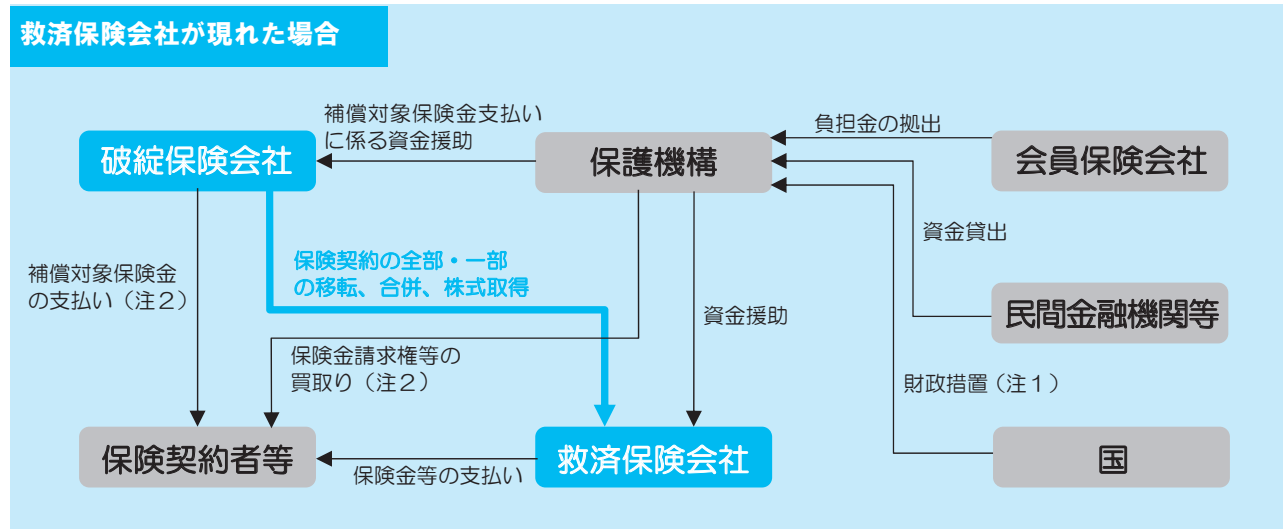 救済保険会社が現れた場合
補償対象保険金支払い
に係る資金援助
負担金の拠出
破綻保険会社
保護機構
会員保険会社
資金貸出
保険契約の全部・一部
の移転、合併、株式取得
補償対象保険金
の支払い（注２）
資金援助
民間金融機関等
保険金請求権等の
買取り（注２）
財政措置（注１）
保険契約者等
保険金等の支払い
救済保険会社
国